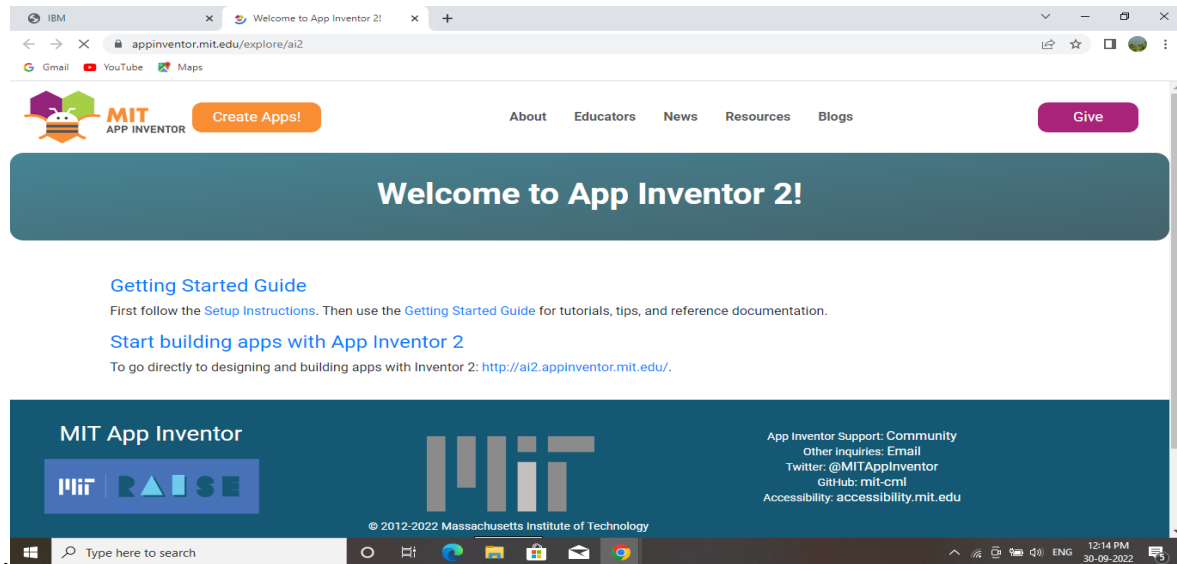 IBM
Welcome to App Inventor 2!
appinventor.mit.edu/explore/ai2
Gmail YouTube Maps
MIT
APP INVENTOR
Create Apps!
About Educators News Resources Blogs
Give
Welcome to App Inventor 2!
Getting Started Guide
First follow the Setup Instructions. Then use the Getting Started Guide for tutorials, tips, and reference documentation.
Start building apps with App Inventor 2
To go directly to designing and building apps with Inventor 2: http://ai2.appinventor.mit.edu/.
MIT App Inventor
MIT RAISE
MIT
© 2012-2022 Massachusetts Institute of Technology
App Inventor Support: Community
Other inquiries: Email
Twitter: @MITAppInventor
GitHub: mit-cml
Accessibility: accessibility.mit.edu
Type here to search
ENG
12:14 PM
30-09-2022
5